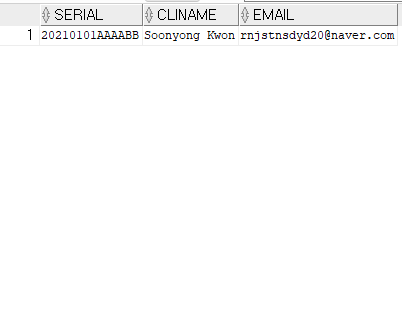 SERIAL CLINAME EMAIL
1 20210101AAAABB Soonyong Kwon rnjstnsdyd20@naver.com